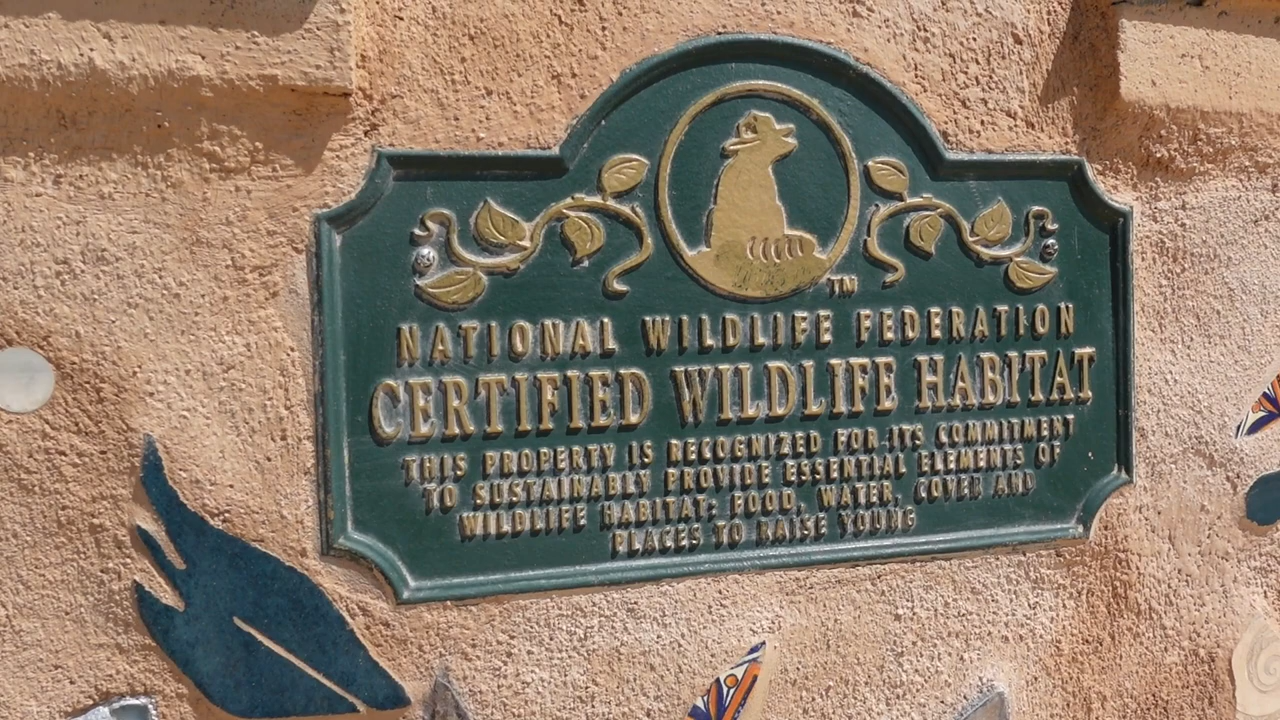 TM
NATIONAL WILDLIFE FEDERATION
CERTIFIED WILDLIFE HABITAT
THIS PROPERTY IS RECOGNIZED FOR ITS COMMITMENT
TO SUSTAINABLY PROVIDE ESSENTIAL ELEMENTS OF
WILDLIFE HABITAT: FOOD, WATER, COVER AND
PLACES TO RAISE YOUNG